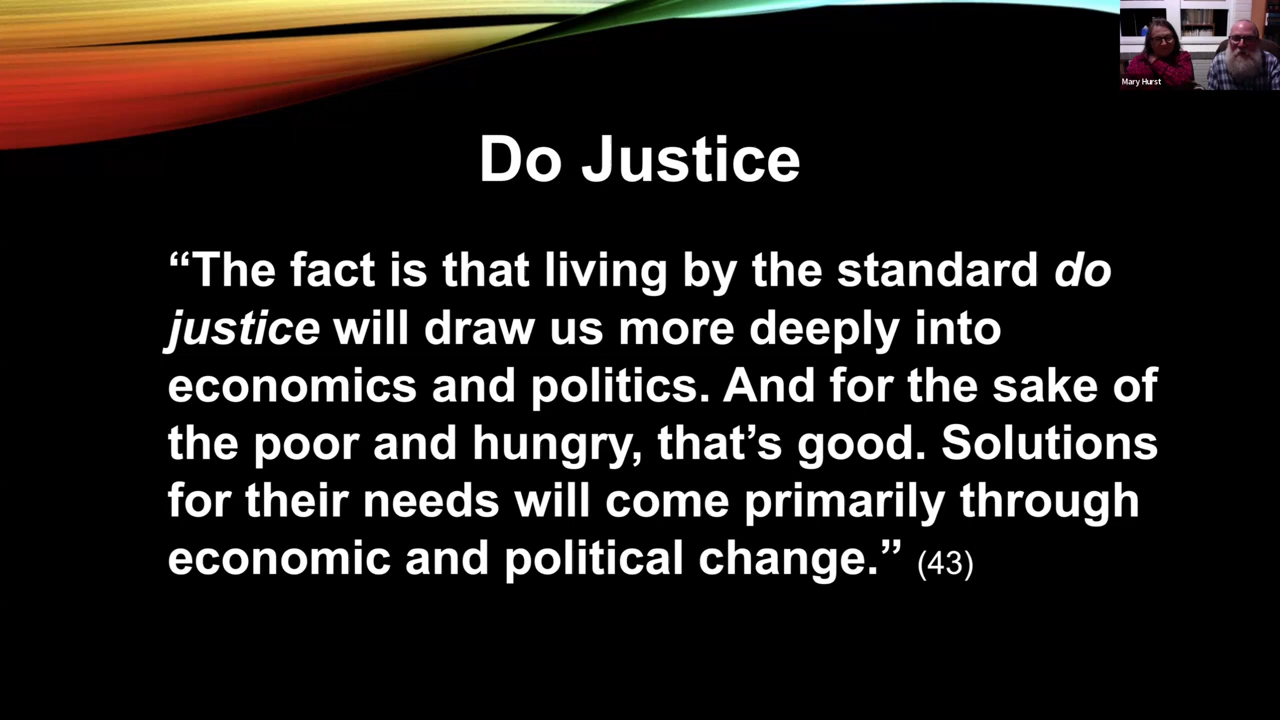 Mary Hurst
Do Justice
“The fact is that living by the standard do
justice will draw us more deeply into
economics and politics. And for the sake of
the poor and hungry, that’s good. Solutions
for their needs will come primarily through
economic and political change.” (43)